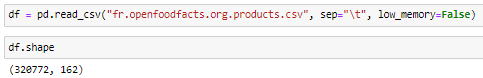 df = pd.read_csv("fr.openfoodfacts.org.products.csv", sep="\t", low_memory=False)
df.shape
(320772, 162)